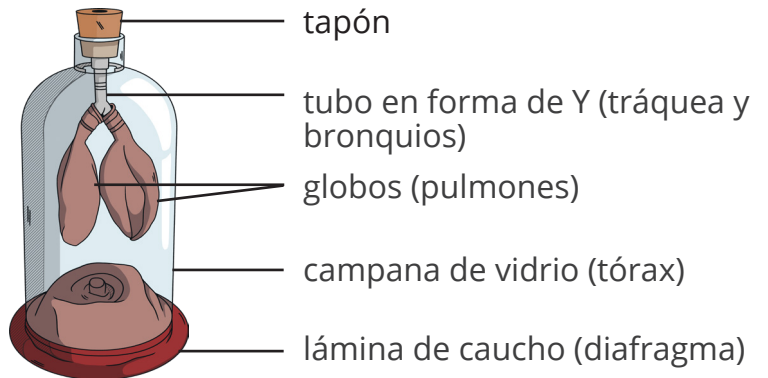 tapón
tubo en forma de Y (tráquea y
bronquios)
globos (pulmones)
campana de vidrio (tórax)
lámina de caucho (diafragma)